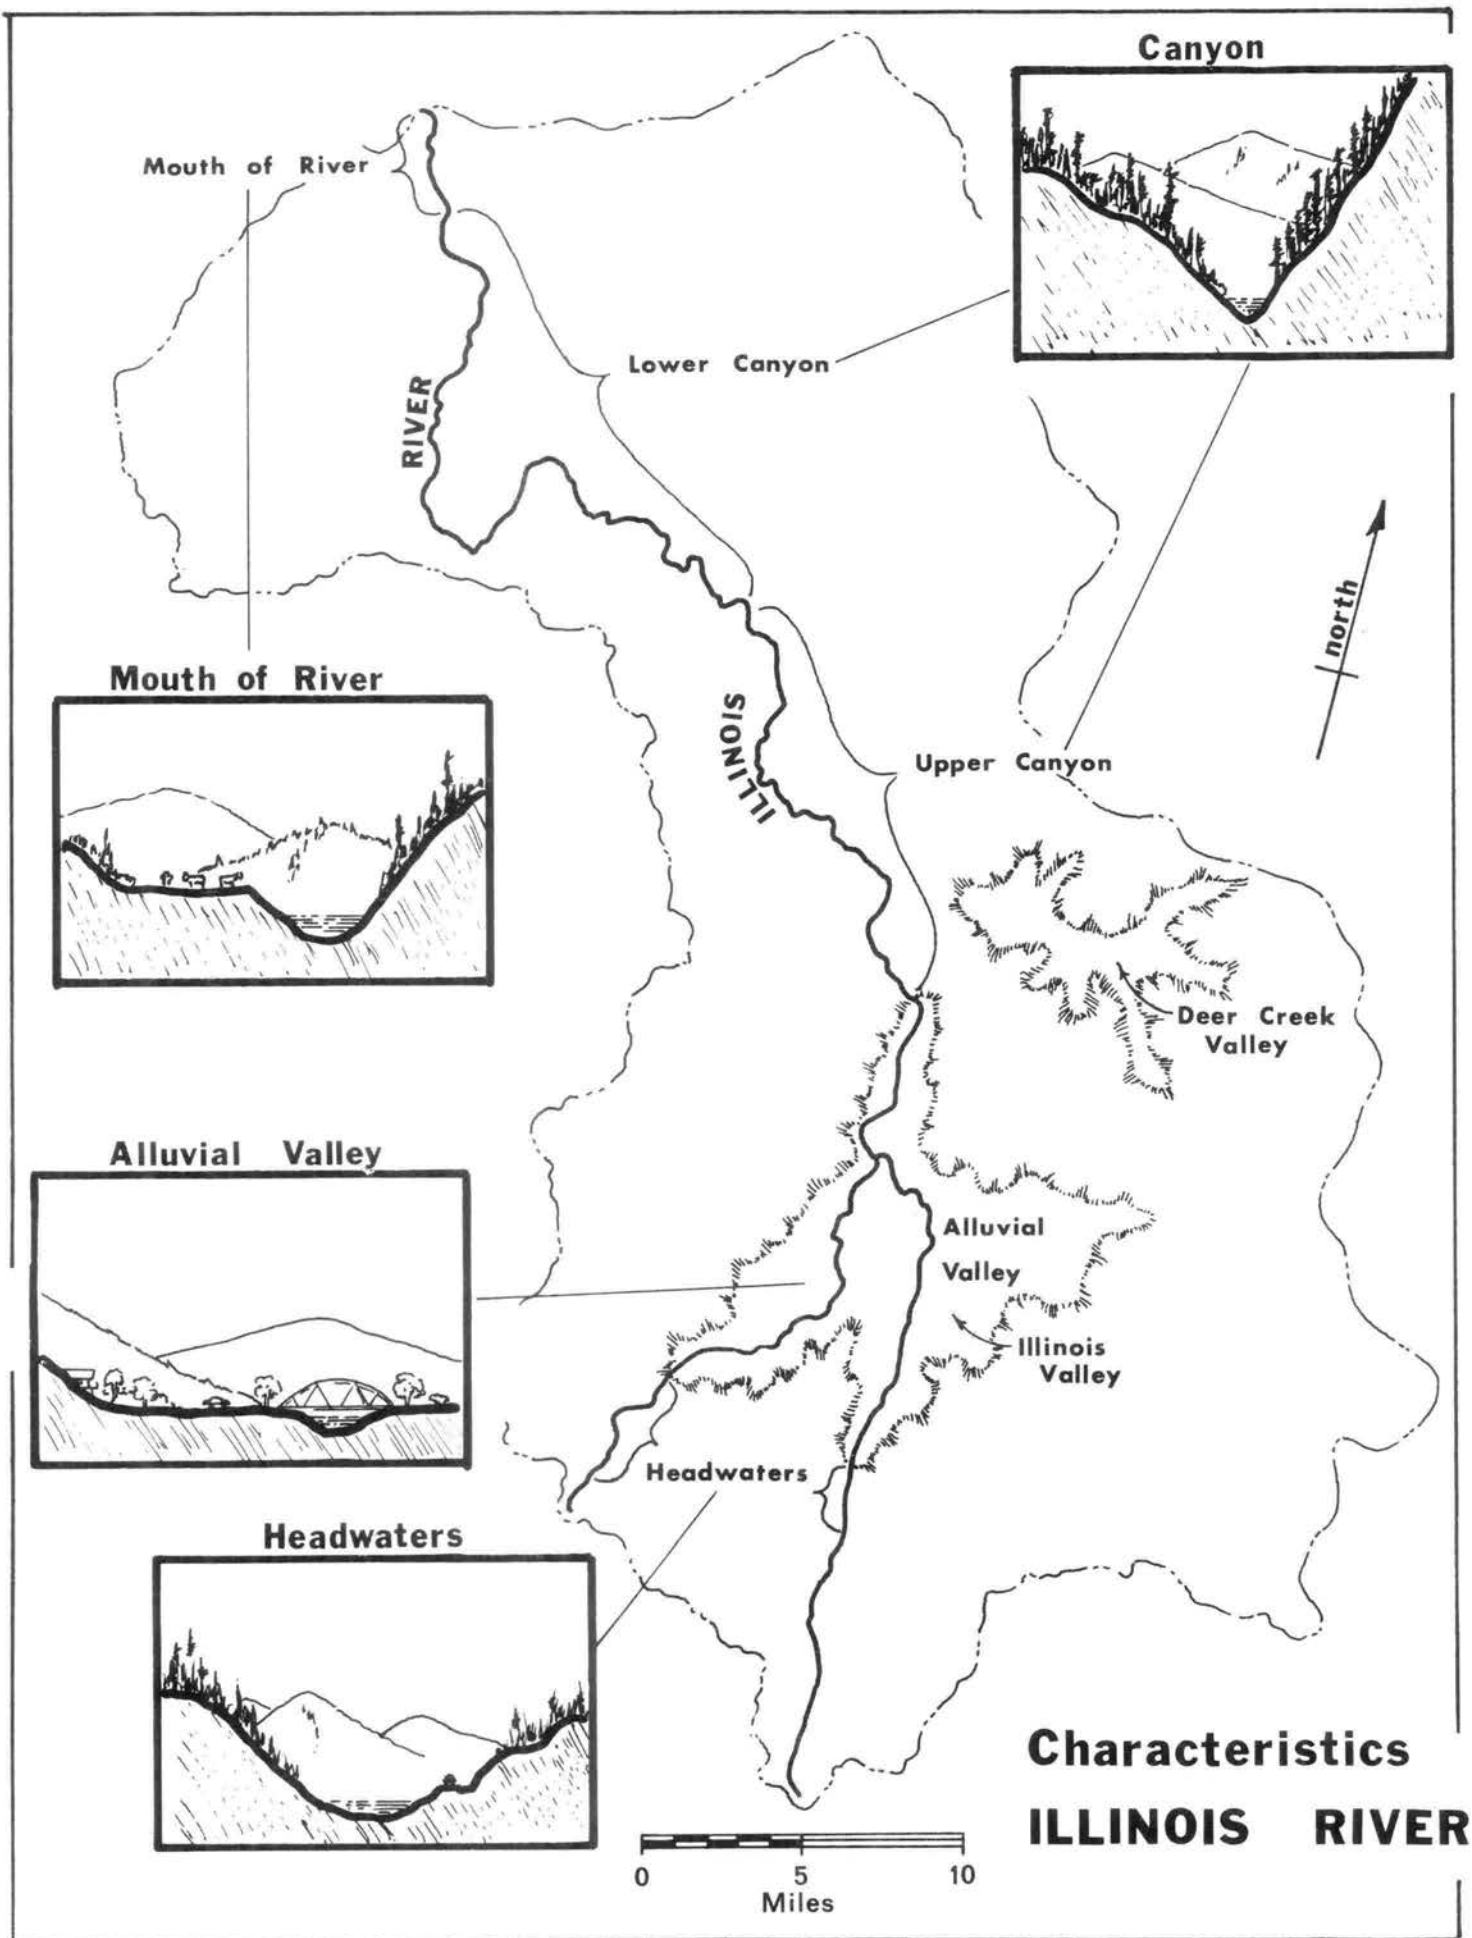 Canyon
Mouth of River
Lower Canyon
RIVER
north
Mouth of River
ILLINOIS
Upper Canyon
Deer Creek
Valley
Alluvial Valley
Alluvial
Valley
Illinois
Valley
Headwaters
Headwaters
Characteristics
ILLINOIS RIVER
0 5 10
Miles